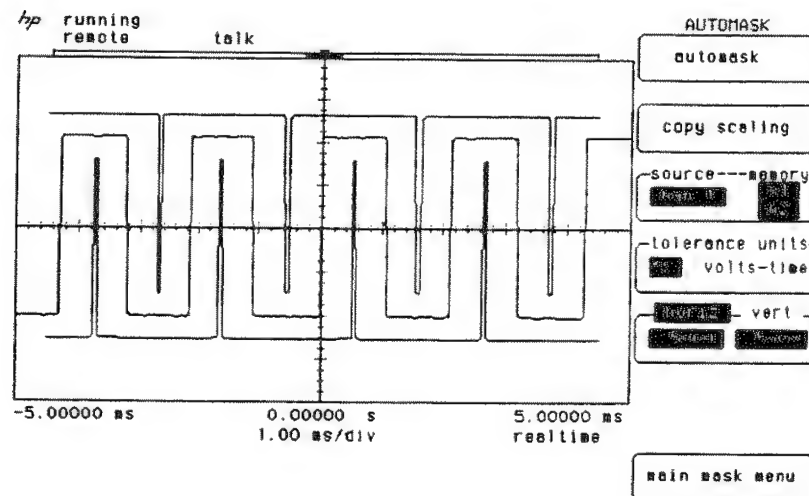 hp running
remote talk
AUTOMASK
automask
copy scaling
source---memory
tolerance units
volts-time
vert
-5.00000 ms 0.00000 s 5.00000 ms
1.00 ms/div realtime
main mask menu